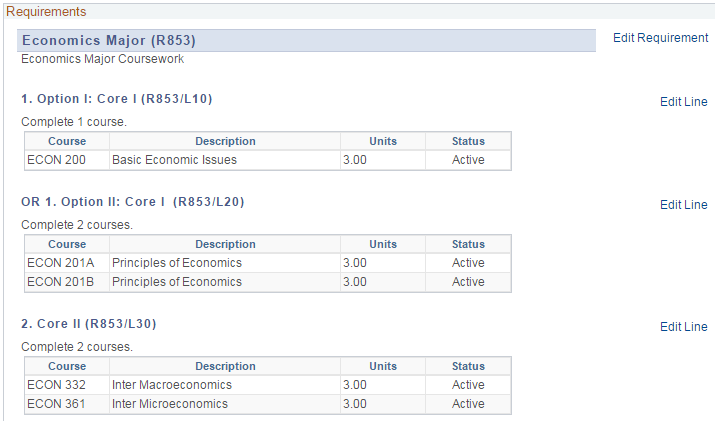 Requirements
Economics Major (R853) Edit Requirement
Economics Major Coursework
1. Option I: Core I (R853/L10) Edit Line
Complete 1 course.
Course Description Units Status
ECON 200 Basic Economic Issues 3.00 Active
OR 1. Option II: Core I (R853/L20) Edit Line
Complete 2 courses.
Course Description Units Status
ECON 201A Principles of Economics 3.00 Active
ECON 201B Principles of Economics 3.00 Active
2. Core II (R853/L30) Edit Line
Complete 2 courses.
Course Description Units Status
ECON 332 Inter Macroeconomics 3.00 Active
ECON 361 Inter Microeconomics 3.00 Active